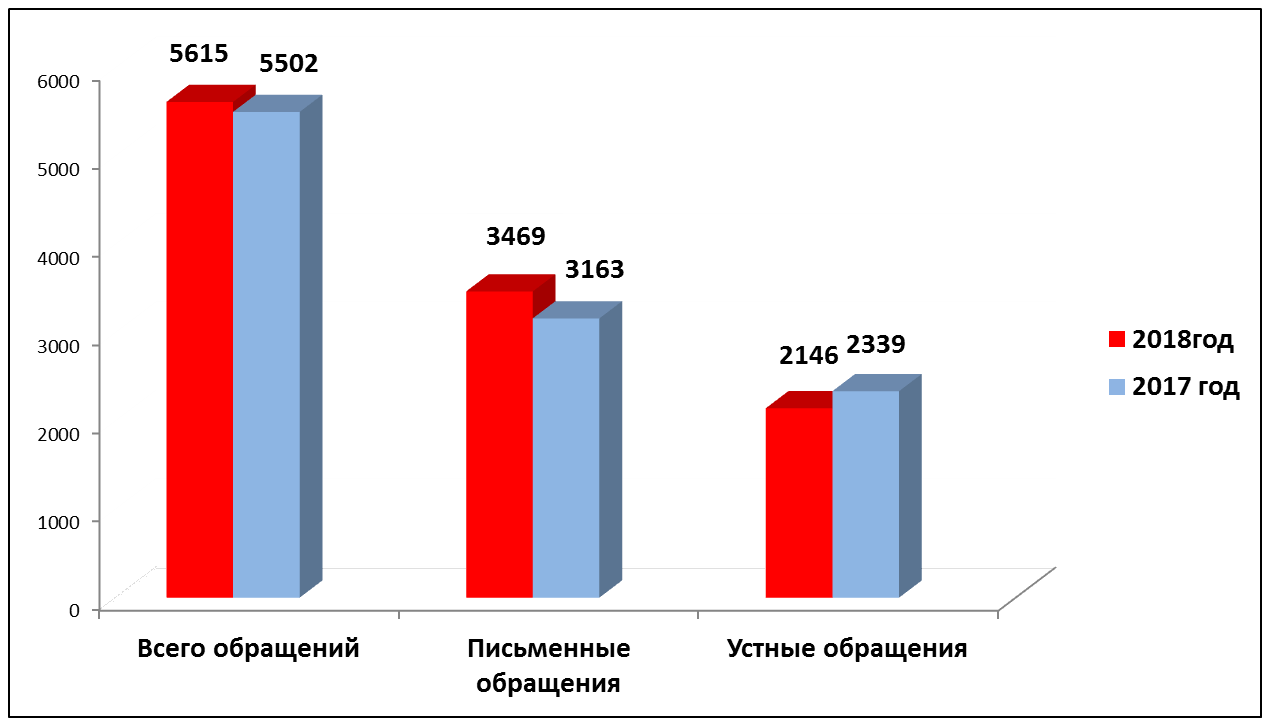 5615
5502
6000
5000
4000
3000
2000
1000
0
3469
3163
2146
2339
2018год
2017 год
Всего обращений
Письменные
обращения
Устные обращения